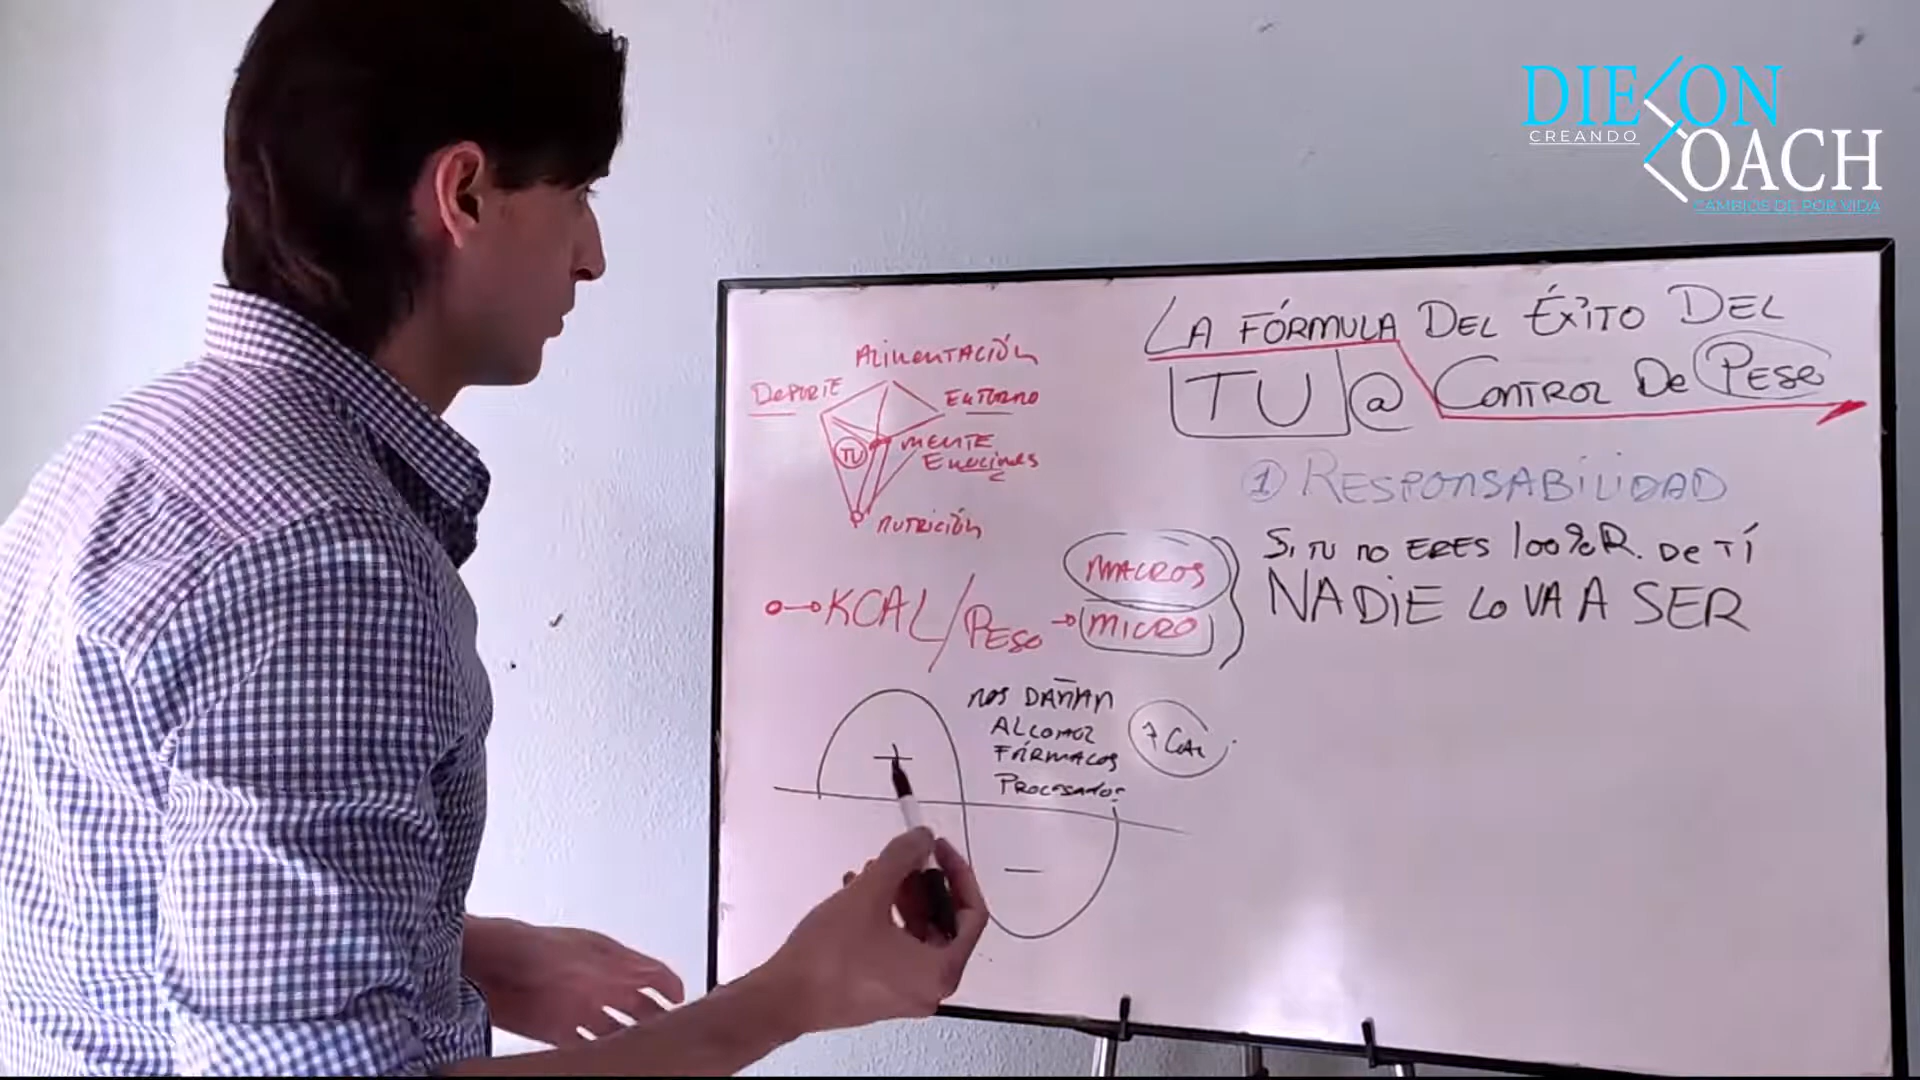 DIEGON
CREANDO
COACH
CAMBIOS DE POR VIDA
LA FÓRMULA DEL ÉXITO DEL
TU @ CONTROL DE PESO
ALIMENTACIÓN
DEPORTE
ENTORNO
TU
MENTE
EMOCIONES
NUTRICIÓN
1 RESPONSABILIDAD
SI TU NO ERES 100% R. DE TÍ
NADIE LO VA A SER
KCAL/PESO
MACROS
MICRO
NOS DAÑAN
ALCOHOL
FÁRMACOS
PROCESADOS
7 CAL
+
-